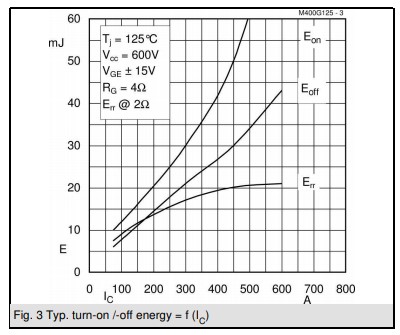 M400G125 - 3
60
mJ
50
40
30
20
10
E
0
Tj = 125°C
Vcc = 600V
VGE ± 15V
RG = 4Ω
Err @ 2Ω
Eon
Eoff
Err
0 100 200 300 400 500 600 700 800
IC A
Fig. 3 Typ. turn-on /-off energy = f (IC)